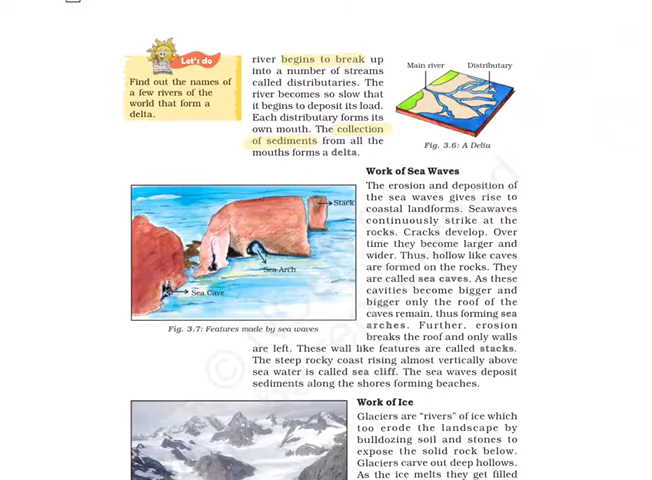 Let's do
Find out the names of
a few rivers of the
world that form a
delta.
river begins to break up
into a number of streams
called distributaries. The
river becomes so slow that
it begins to deposit its load.
Each distributary forms its
own mouth. The collection
of sediments from all the
mouths forms a delta.
Main river
Distributary
Fig. 3.6: A Delta
Work of Sea Waves
The erosion and deposition of
the sea waves gives rise to
coastal landforms. Seawaves
continuously strike at the
rocks. Cracks develop. Over
time they become larger and
wider. Thus, hollow like caves
are formed on the rocks. They
are called sea caves. As these
cavities become bigger and
bigger only the roof of the
caves remain, thus forming sea
arches. Further, erosion
breaks the roof and only walls
are left. These wall like features are called stacks.
The steep rocky coast rising almost vertically above
sea water is called sea cliff. The sea waves deposit
sediments along the shores forming beaches.
Stack
Sea Arch
Sea Cave
Fig. 3.7: Features made by sea waves
Work of Ice
Glaciers are “rivers” of ice which
too erode the landscape by
bulldozing soil and stones to
expose the solid rock below.
Glaciers carve out deep hollows.
As the ice melts they get filled